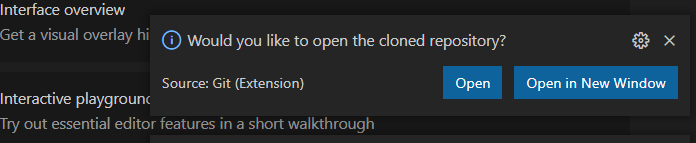 Interface overview
Get a visual overlay hi
Would you like to open the cloned repository?
Source: Git (Extension)
Open
Open in New Window
Interactive playground
Try out essential editor features in a short walkthrough